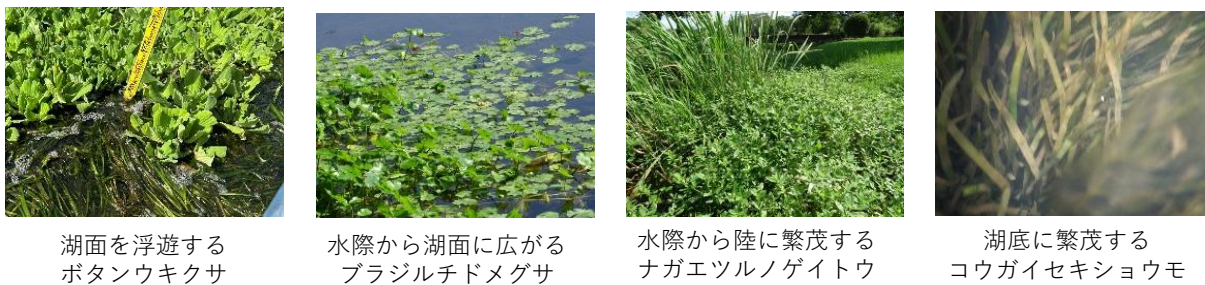 湖面を浮遊する
ボタンウキクサ
水際から湖面に広がる
ブラジルチドメグサ
水際から陸に繁茂する
ナガエツルノゲイトウ
湖底に繁茂する
コウガイセキショウモ